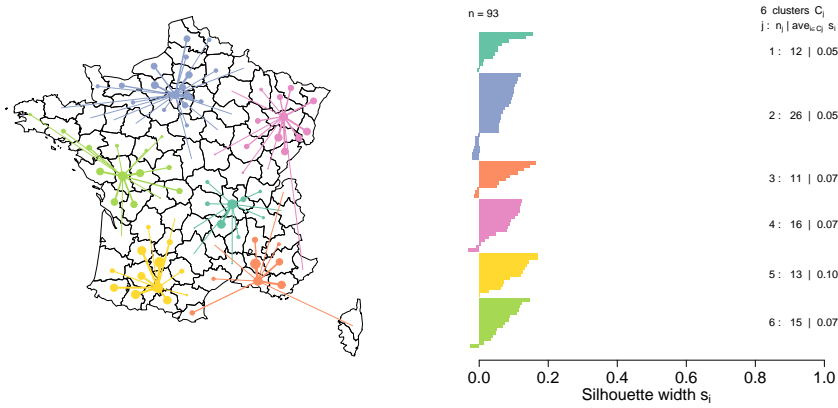 n = 93
6 clusters Cj
j : nj | avei∈Cj si
1 : 12 | 0.05
2 : 26 | 0.05
3 : 11 | 0.07
4 : 16 | 0.07
5 : 13 | 0.10
6 : 15 | 0.07
0.0 0.2 0.4 0.6 0.8 1.0
Silhouette width si